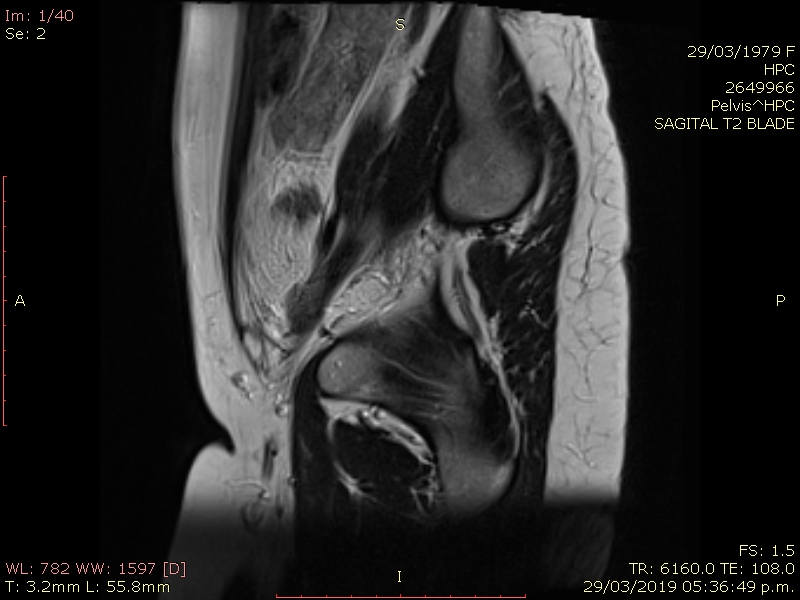 Im: 1/40
Se: 2
S
29/03/1979 F
HPC
2649966
Pelvis^HPC
SAGITAL T2 BLADE
A
P
WL: 782 WW: 1597 [D]
T: 3.2mm L: 55.8mm
I
FS: 1.5
TR: 6160.0 TE: 108.0
29/03/2019 05:36:49 p.m.